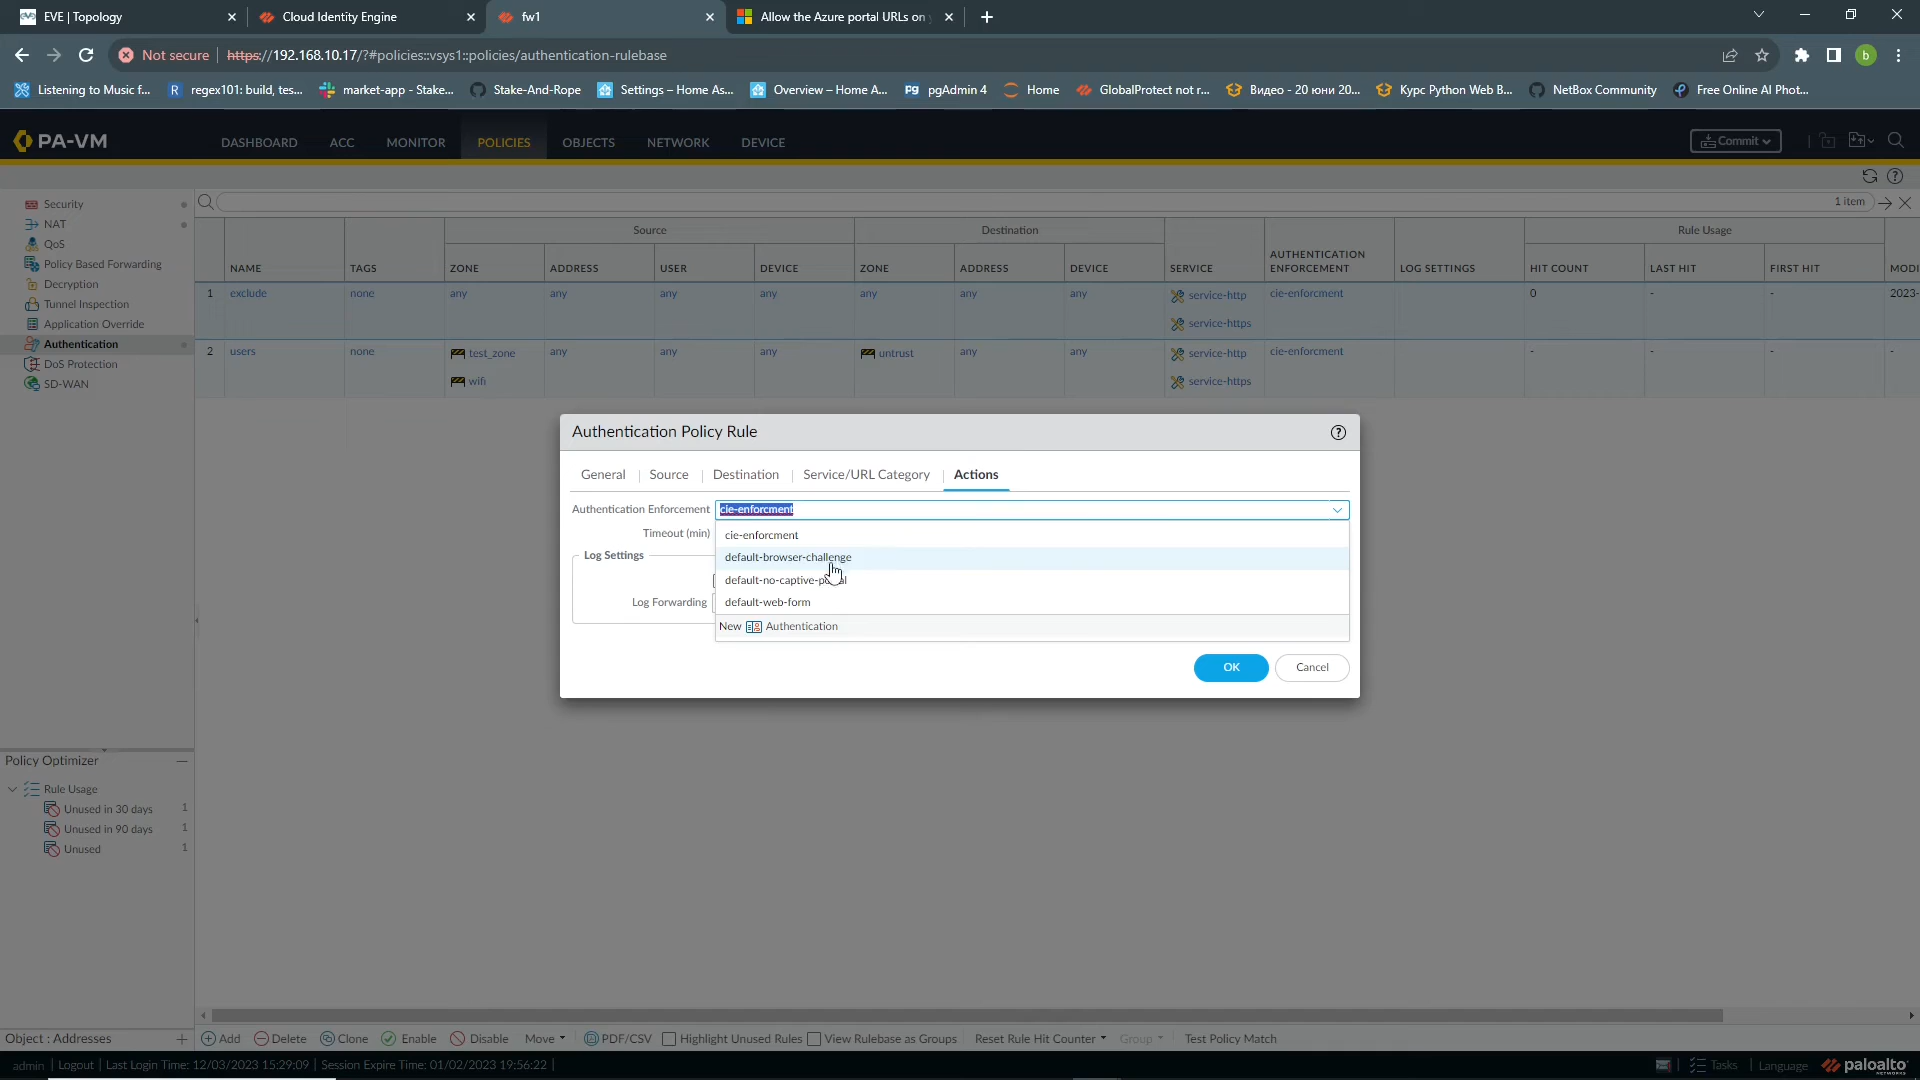 EVE | Topology
Cloud Identity Engine
fw1
Allow the Azure portal URLs on
Not secure
https://192.168.10.17/?#policies::vsys1::policies/authentication-rulebase
b
Listening to Music f...
R regex101: build, tes...
market-app - Stake...
Stake-And-Rope
Settings – Home As...
Overview – Home A...
Pg pgAdmin 4
Home
GlobalProtect not r...
Видео - 20 юни 20...
Курс Python Web B...
NetBox Community
Free Online AI Phot...
PA-VM
DASHBOARD
ACC
MONITOR
POLICIES
OBJECTS
NETWORK
DEVICE
Commit
Security
NAT
QoS
Policy Based Forwarding
Decryption
Tunnel Inspection
Application Override
Authentication
DoS Protection
SD-WAN
1 item
Source
Destination
Rule Usage
NAME
TAGS
ZONE
ADDRESS
USER
DEVICE
ZONE
ADDRESS
DEVICE
SERVICE
AUTHENTICATION
ENFORCEMENT
LOG SETTINGS
HIT COUNT
LAST HIT
FIRST HIT
MODI
1 exclude none any any any any any any any service-http cie-enforcment 0 - - 2023-
service-https
2 users none test_zone any any any untrust any any service-http cie-enforcment - - - -
wifi service-https
Authentication Policy Rule
General
Source
Destination
Service/URL Category
Actions
Authentication Enforcement cie-enforcment
Timeout (min)
Log Settings
Log Forwarding
cie-enforcment
default-browser-challenge
default-no-captive-portal
default-web-form
New Authentication
OK
Cancel
Policy Optimizer
Rule Usage
Unused in 30 days 1
Unused in 90 days 1
Unused 1
Object : Addresses
Add
Delete
Clone
Enable
Disable
Move
PDF/CSV
Highlight Unused Rules
View Rulebase as Groups
Reset Rule Hit Counter
Group
Test Policy Match
admin | Logout | Last Login Time: 12/03/2023 15:29:09 | Session Expire Time: 01/02/2023 19:56:22 |
Tasks | Language
paloalto
NETWORKS